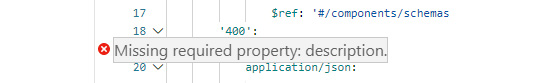 17 $ref: '#/components/schemas
18 '400':
Missing required property: description.
20 application/json: